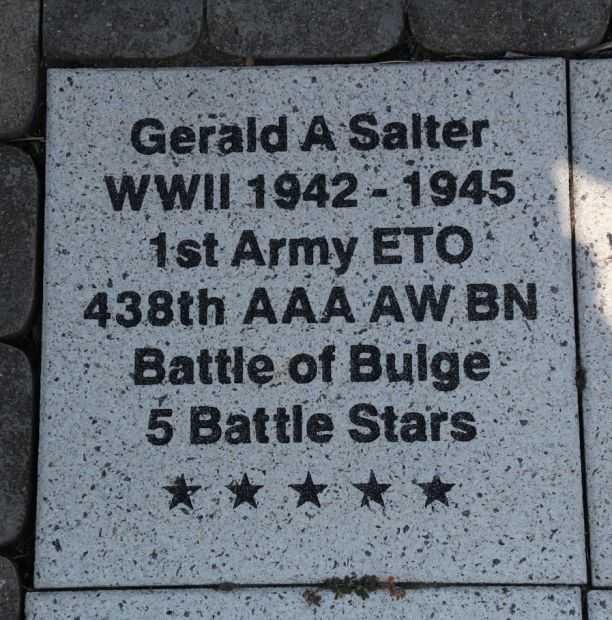 Gerald A Salter
WWII 1942 - 1945
1st Army ETO
438th AAA AW BN
Battle of Bulge
5 Battle Stars